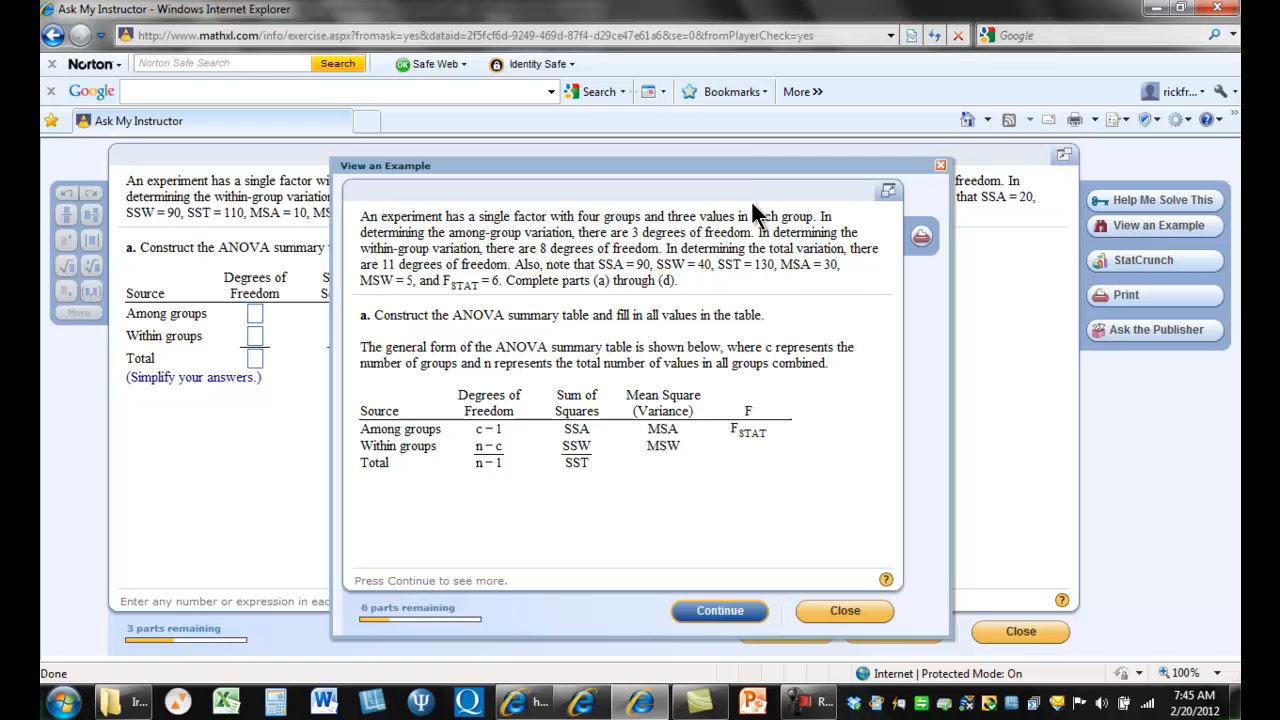 Ask My Instructor - Windows Internet Explorer
http://www.mathxl.com/info/exercise.aspx?fromask=yes&dataid=2f5fcf6d-9249-469d-87f4-d29ce47e61a6&se=0&fromPlayerCheck=yes
Google
Norton
Norton Safe Search
Search
OK
Safe Web
Identity Safe
Google
Search
Bookmarks
More »
rickfr...
Ask My Instructor
An experiment has a single factor wi
freedom. In
determining the within-group variation
that SSA = 20,
SSW = 90, SST = 110, MSA = 10, MS
a. Construct the ANOVA summary
Degrees of
Source Freedom S
Among groups
Within groups
Total
(Simplify your answers.)
More
Enter any number or expression in eac
3 parts remaining
Close
View an Example
An experiment has a single factor with four groups and three values in each group. In
determining the among-group variation, there are 3 degrees of freedom. In determining the
within-group variation, there are 8 degrees of freedom. In determining the total variation, there
are 11 degrees of freedom. Also, note that SSA = 90, SSW = 40, SST = 130, MSA = 30,
MSW = 5, and FSTAT = 6. Complete parts (a) through (d).
a. Construct the ANOVA summary table and fill in all values in the table.
The general form of the ANOVA summary table is shown below, where c represents the
number of groups and n represents the total number of values in all groups combined.
Degrees of Sum of Mean Square
Source Freedom Squares (Variance) F
Among groups c − 1 SSA MSA FSTAT
Within groups n − c SSW MSW
Total n − 1 SST
Press Continue to see more.
6 parts remaining
Continue
Close
Help Me Solve This
View an Example
StatCrunch
Print
Ask the Publisher
Done
Internet | Protected Mode: On
100%
Ir...
h...
R...
7:45 AM
2/20/2012